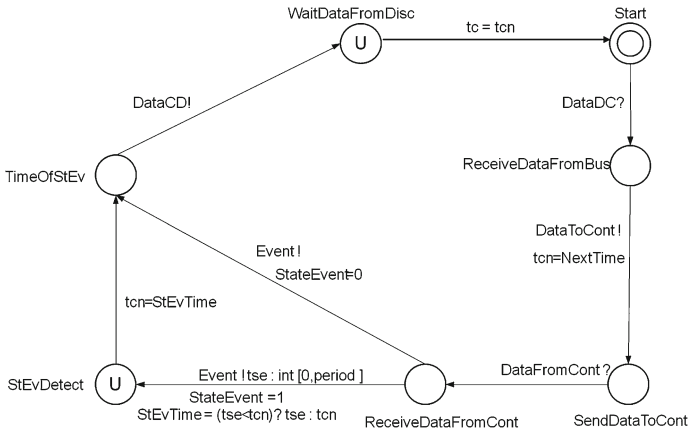 WaitDataFromDisc
Start
U
tc = tcn
DataCD!
DataDC?
TimeOfStEv
ReceiveDataFromBus
DataToCont !
tcn=NextTime
Event !
StateEvent=0
tcn=StEvTime
StEvDetect
U
Event ! tse : int [0,period ]
StateEvent =1
StEvTime = (tse<tcn)? tse : tcn
DataFromCont ?
ReceiveDataFromCont
SendDataToCont